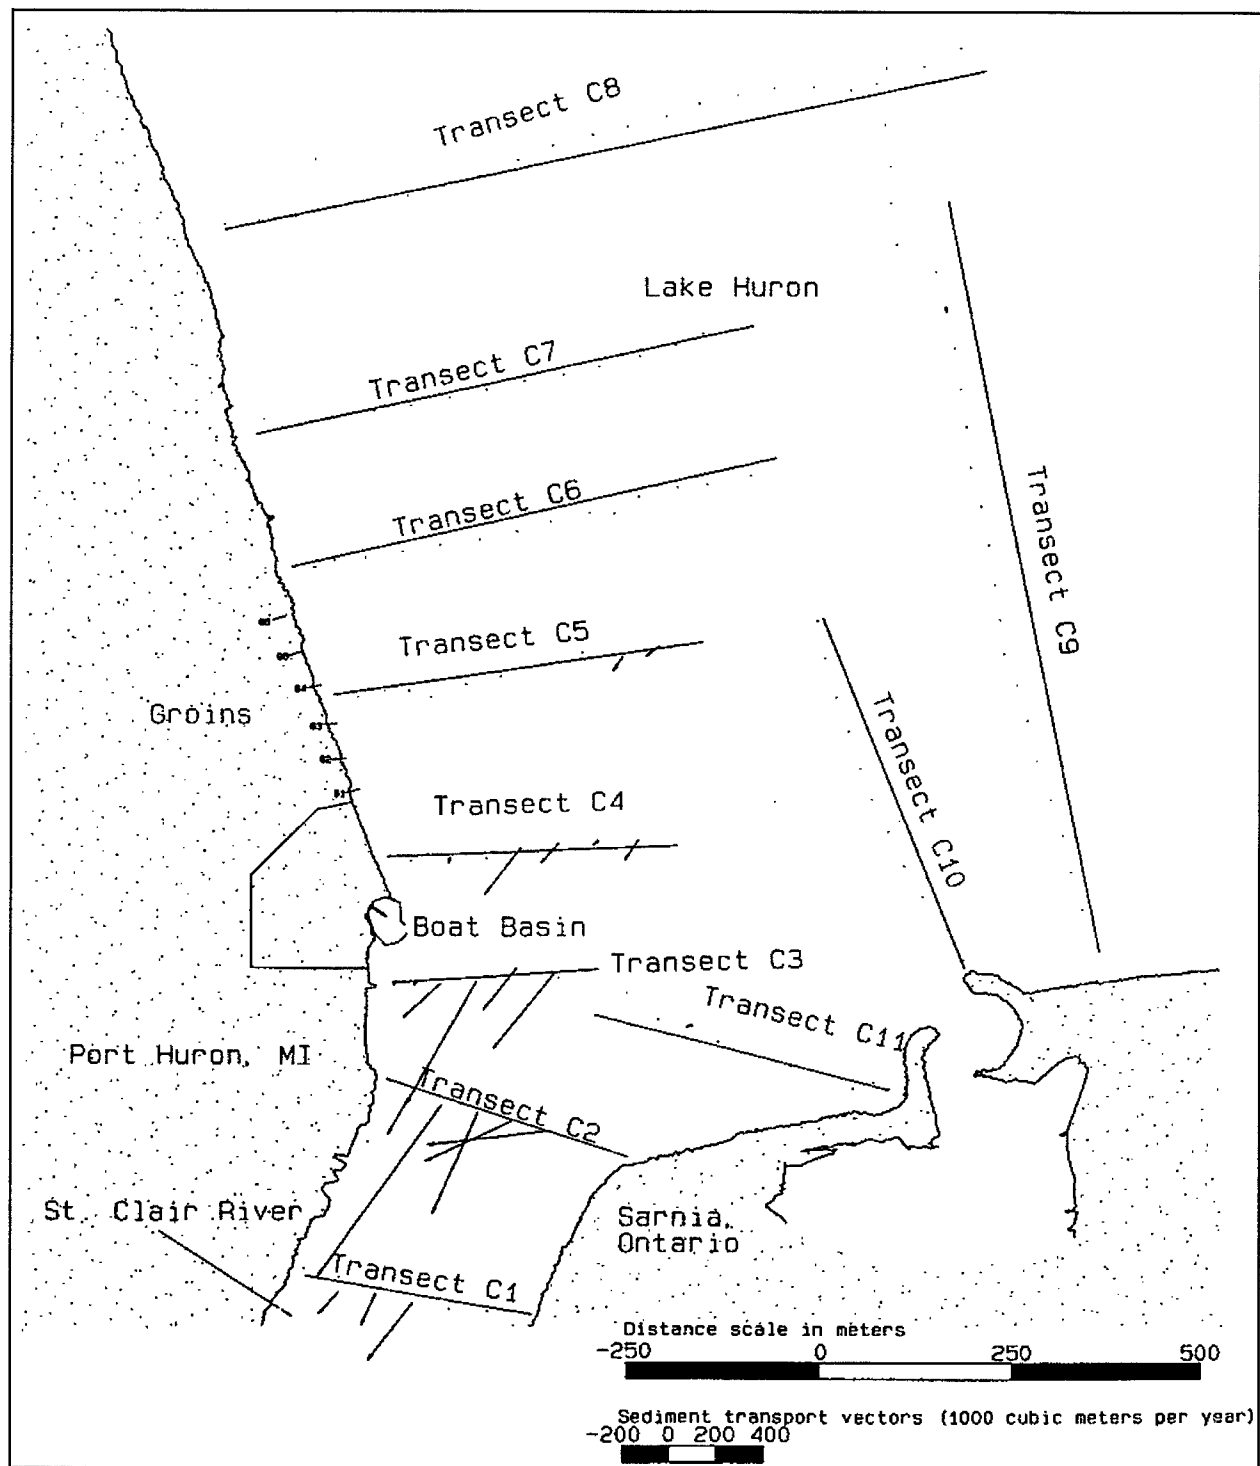 Transect C8
Lake Huron
Transect C7
Transect C6
Transect C9
Transect C5
Groins
Transect C10
Transect C4
Boat Basin
Transect C3
Transect C11
Port Huron, MI
Transect C2
St. Clair River
Sarnia,
Ontario
Transect C1
Distance scale in meters
-250 0 250 500
Sediment transport vectors (1000 cubic meters per year)
-200 0 200 400